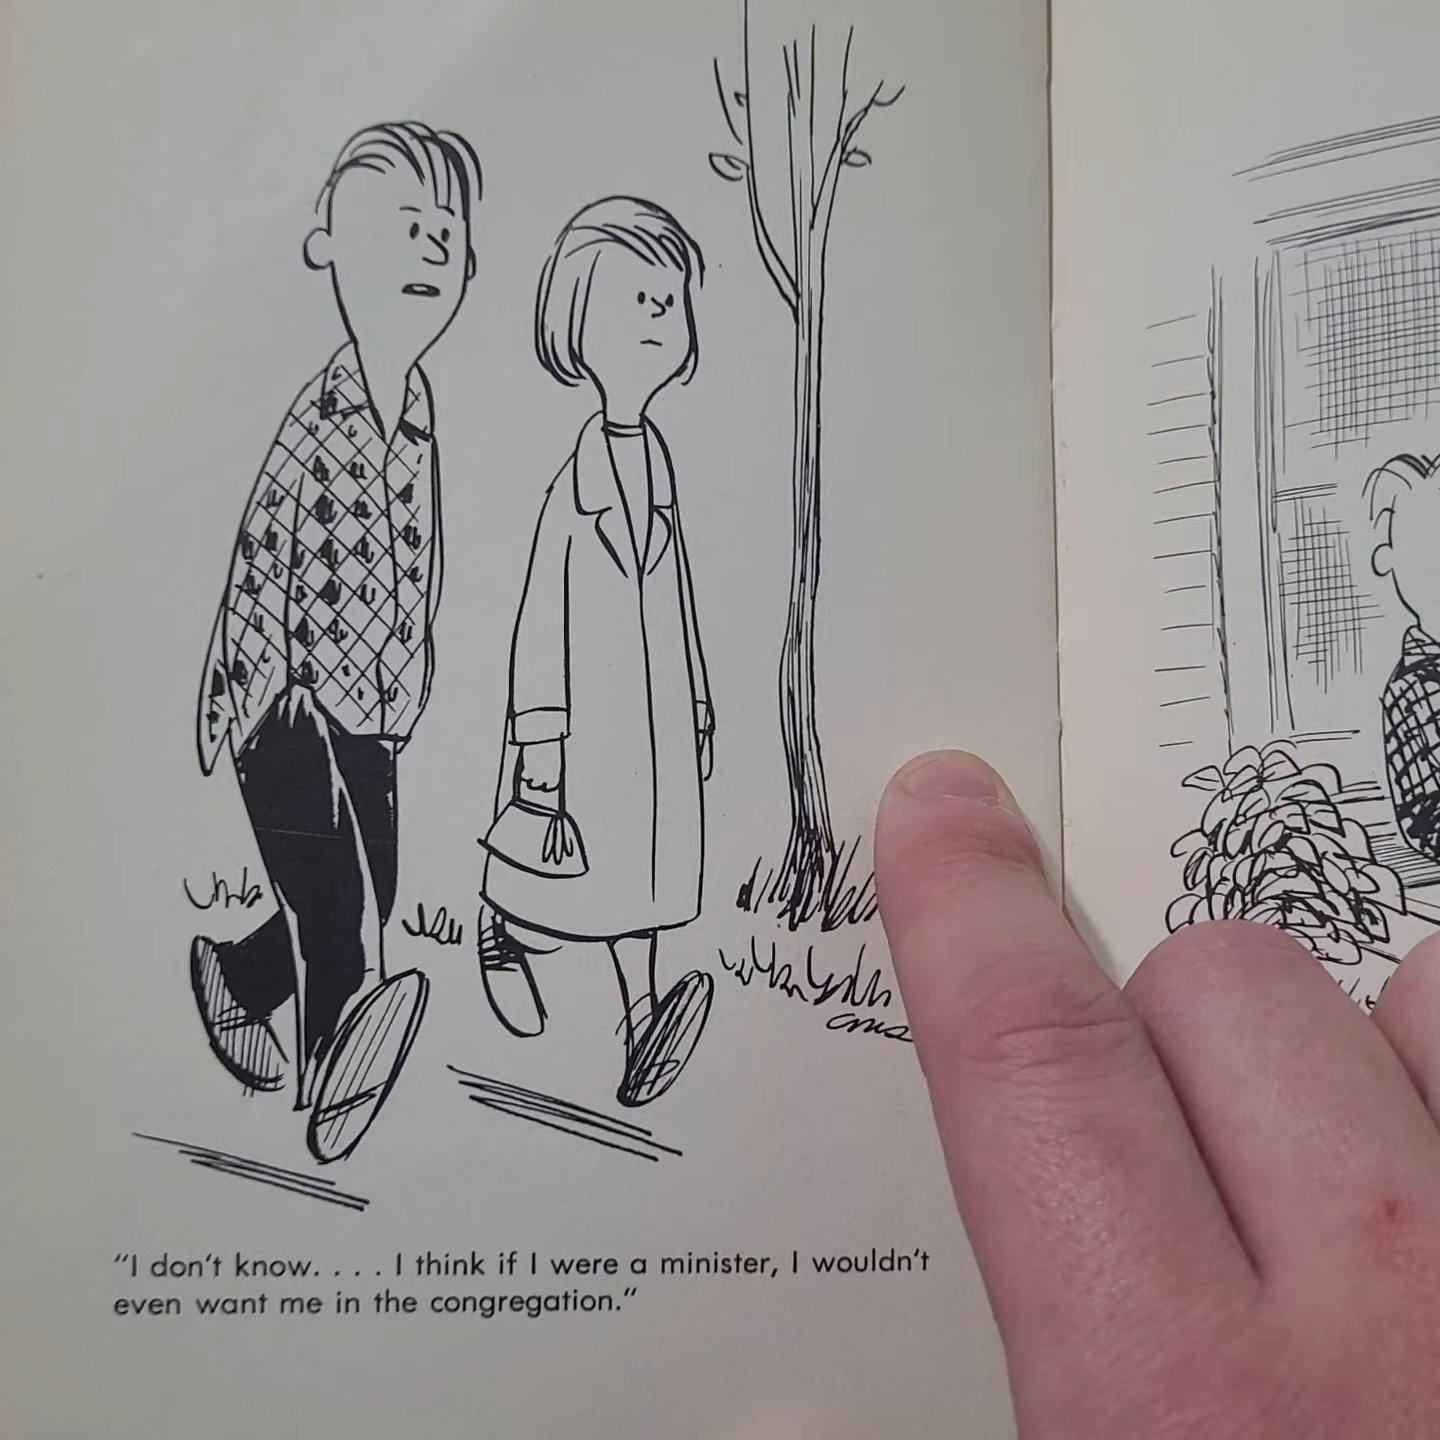 "I don't know. . . . I think if I were a minister, I wouldn't
even want me in the congregation."